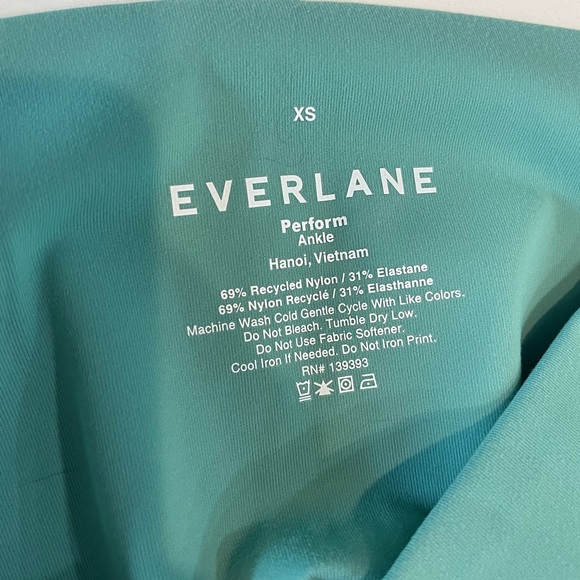 XS
EVERLANE
Perform
Ankle
Hanoi, Vietnam
69% Recycled Nylon / 31% Elastane
69% Nylon Recyclé / 31% Elasthanne
Machine Wash Cold Gentle Cycle With Like Colors.
Do Not Bleach. Tumble Dry Low.
Do Not Use Fabric Softener.
Cool Iron If Needed. Do Not Iron Print.
RN# 139393